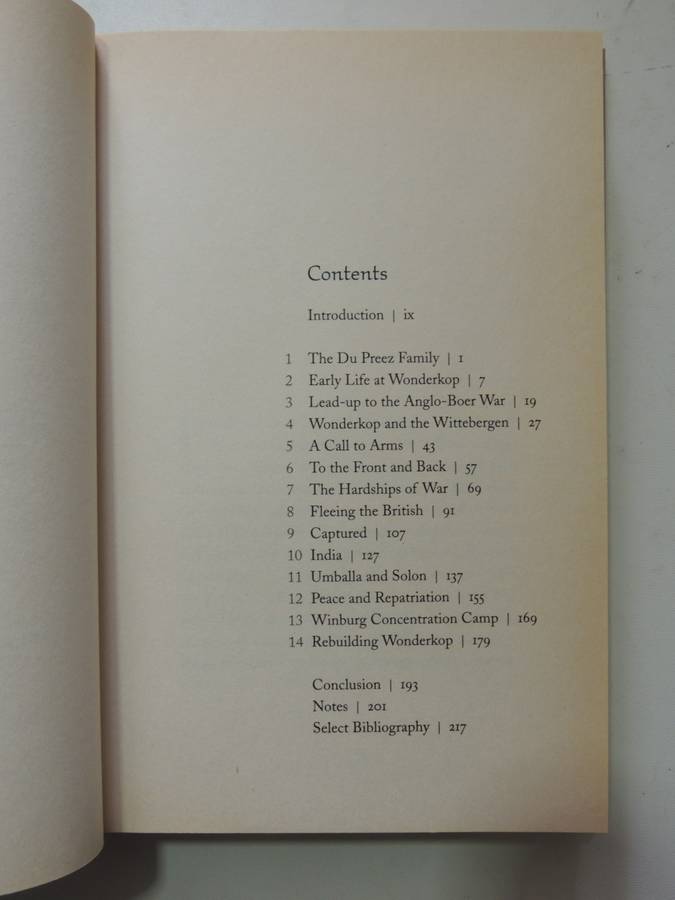 Contents
Introduction | ix
1 The Du Preez Family | 1
2 Early Life at Wonderkop | 7
3 Lead-up to the Anglo-Boer War | 19
4 Wonderkop and the Wittebergen | 27
5 A Call to Arms | 43
6 To the Front and Back | 57
7 The Hardships of War | 69
8 Fleeing the British | 91
9 Captured | 107
10 India | 127
11 Umballa and Solon | 137
12 Peace and Repatriation | 155
13 Winburg Concentration Camp | 169
14 Rebuilding Wonderkop | 179
Conclusion | 193
Notes | 201
Select Bibliography | 217